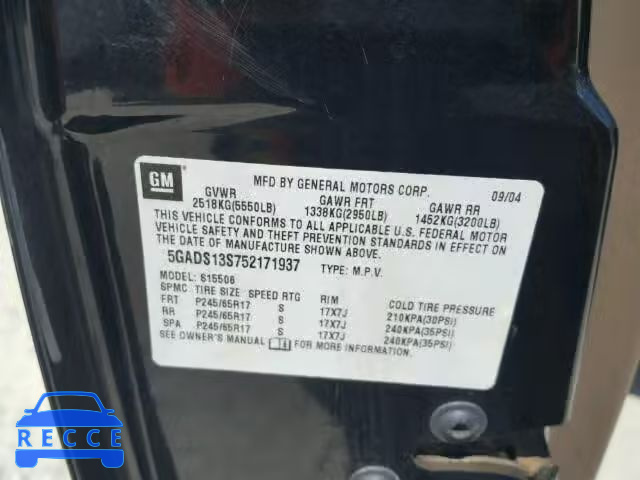 GM
MFD BY GENERAL MOTORS CORP. 09/04
GVWR GAWR FRT GAWR RR
2518KG(5550LB) 1338KG(2950LB) 1452KG(3200LB)
THIS VEHICLE CONFORMS TO ALL APPLICABLE U.S. FEDERAL MOTOR
VEHICLE SAFETY AND THEFT PREVENTION STANDARDS IN EFFECT ON
THE DATE OF MANUFACTURE SHOWN ABOVE.
5GADS13S752171937 TYPE: M.P.V.
MODEL: S15506
SPMC TIRE SIZE SPEED RTG RIM COLD TIRE PRESSURE
FRT P245/65R17 S 17X7J 210KPA(30PSI)
RR P245/65R17 S 17X7J 240KPA(35PSI)
SPA P245/65R17 S 17X7J 240KPA(35PSI)
SEE OWNER'S MANUAL FOR MORE INFORMATION.
RECCE